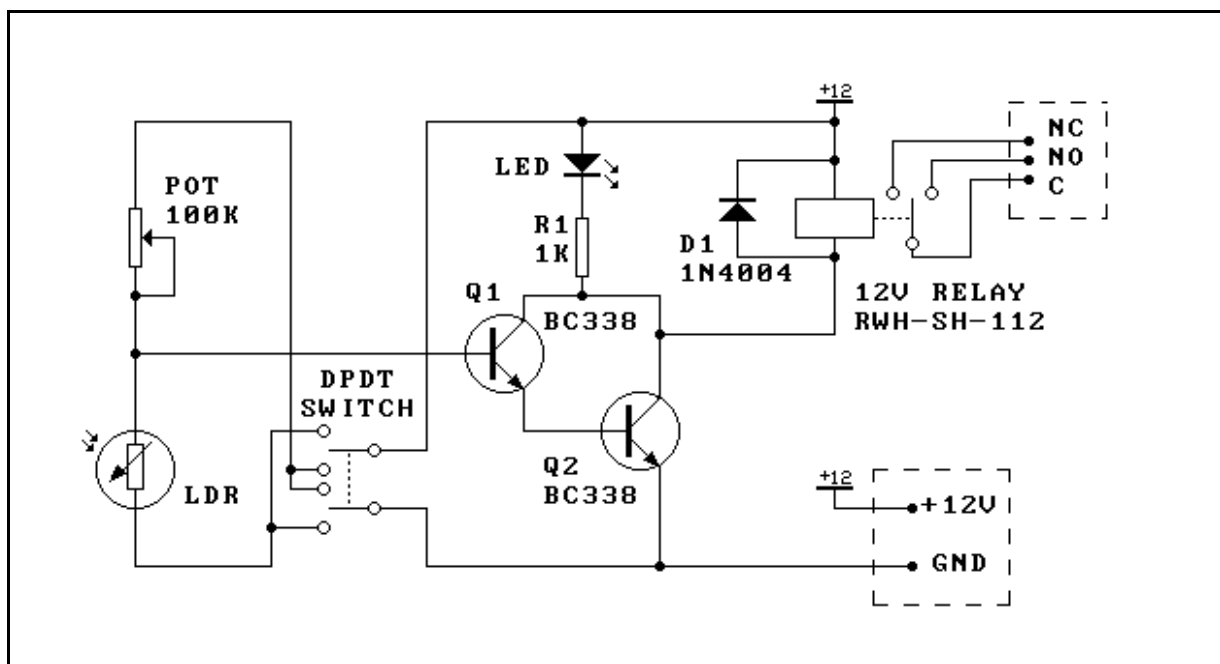 +12
NC
NO
C
POT
100K
LED
R1
1K
D1
1N4004
Q1
BC338
12V RELAY
RWH-SH-112
DPDT
SWITCH
LDR
Q2
BC338
+12
+12V
GND